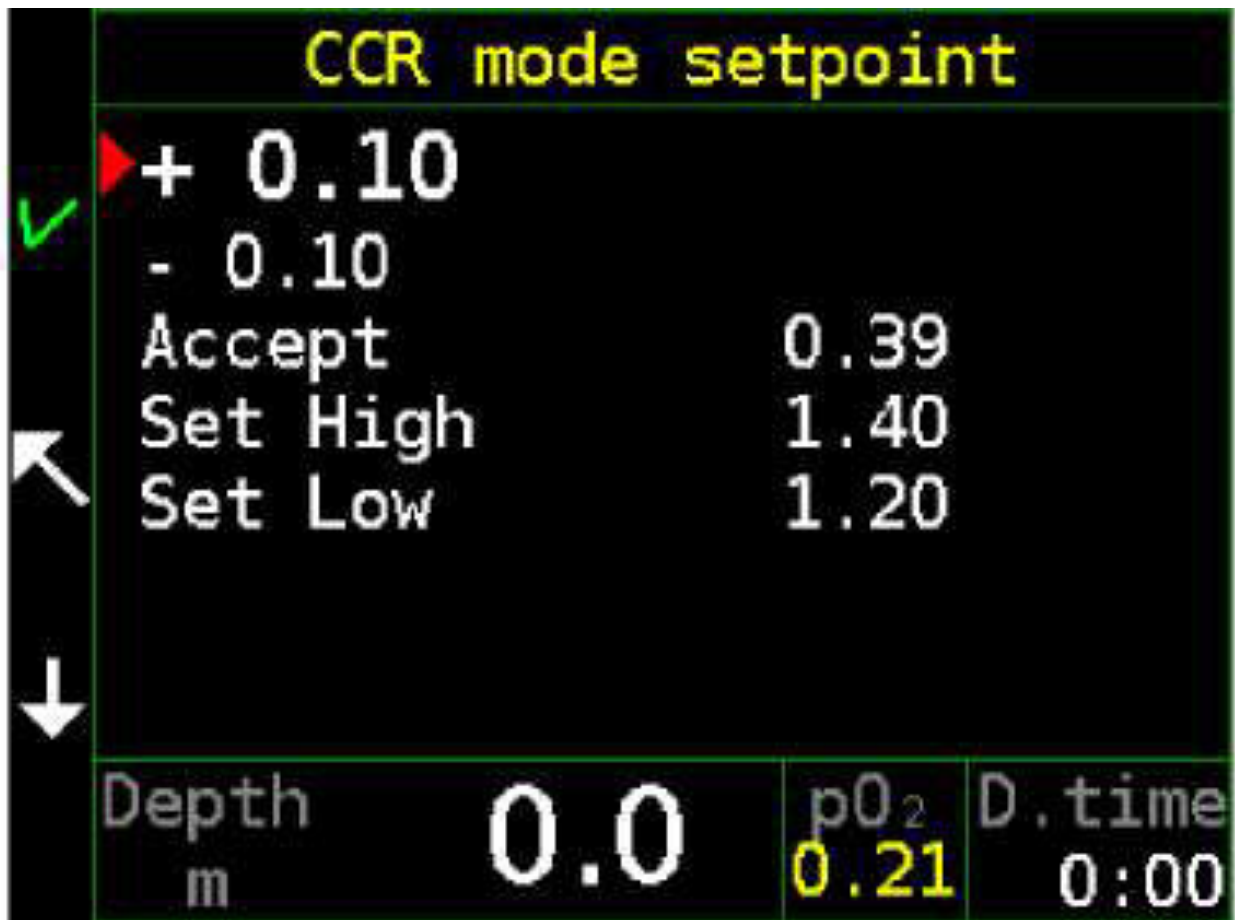 CCR mode setpoint
+ 0.10
- 0.10
Accept 0.39
Set High 1.40
Set Low 1.20
Depth 0.0 pO₂ D.time
m 0.21 0:00